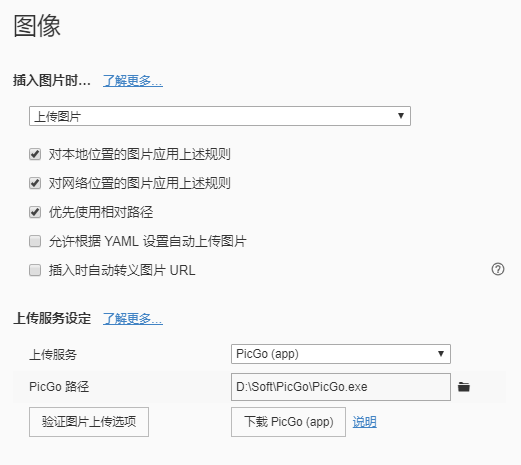 图像
插入图片时... 了解更多...
上传图片
对本地位置的图片应用上述规则
对网络位置的图片应用上述规则
优先使用相对路径
允许根据 YAML 设置自动上传图片
插入时自动转义图片 URL
上传服务设定 了解更多...
上传服务 PicGo (app)
PicGo 路径 D:\Soft\PicGo\PicGo.exe
验证图片上传选项 下载 PicGo (app) 说明